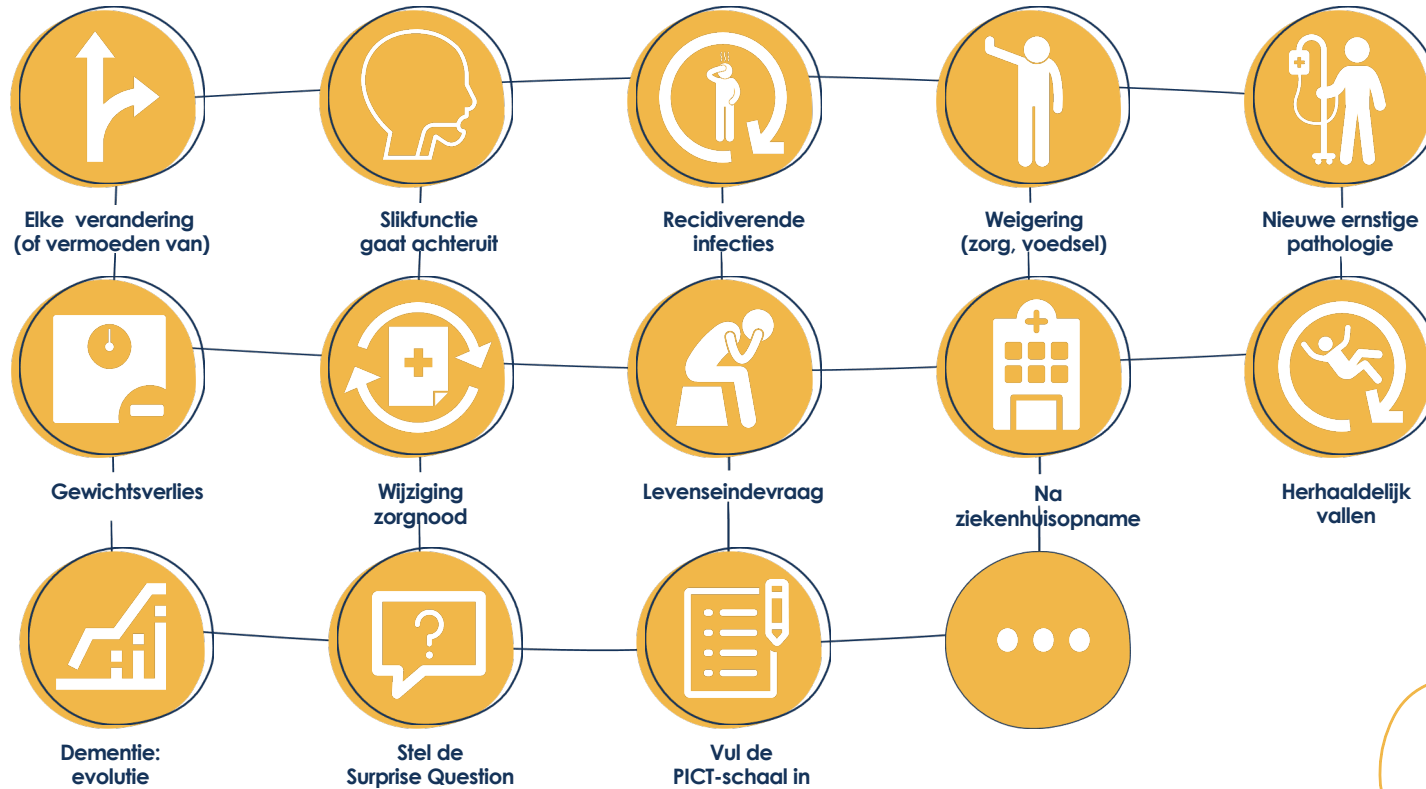 Elke verandering
(of vermoeden van)
Slikfunctie
gaat achteruit
Recidiverende
infecties
Weigering
(zorg, voedsel)
Nieuwe ernstige
pathologie
Gewichtsverlies
Wijziging
zorgnood
Levenseindevraag
Na
ziekenhuisopname
Herhaaldelijk
vallen
Dementie:
evolutie
?
Stel de
Surprise Question
Vul de
PICT-schaal in